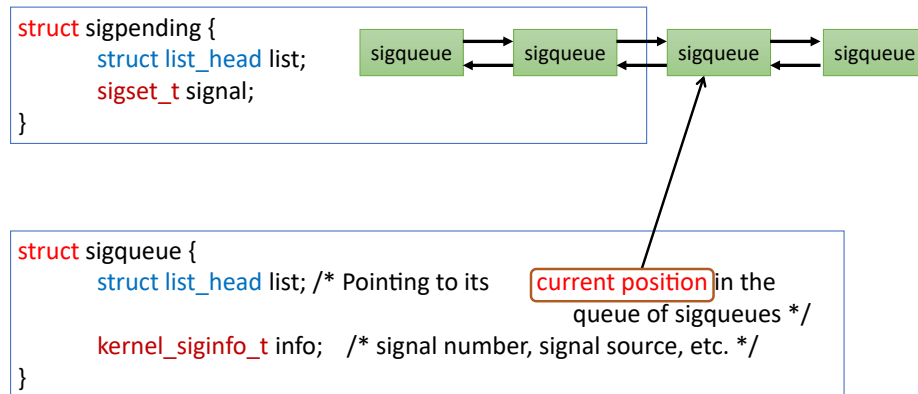 struct sigpending {
struct list_head list;
sigset_t signal;
}
sigqueue sigqueue sigqueue sigqueue
struct sigqueue {
struct list_head list; /* Pointing to its current position in the
queue of sigqueues */
kernel_siginfo_t info; /* signal number, signal source, etc. */
}